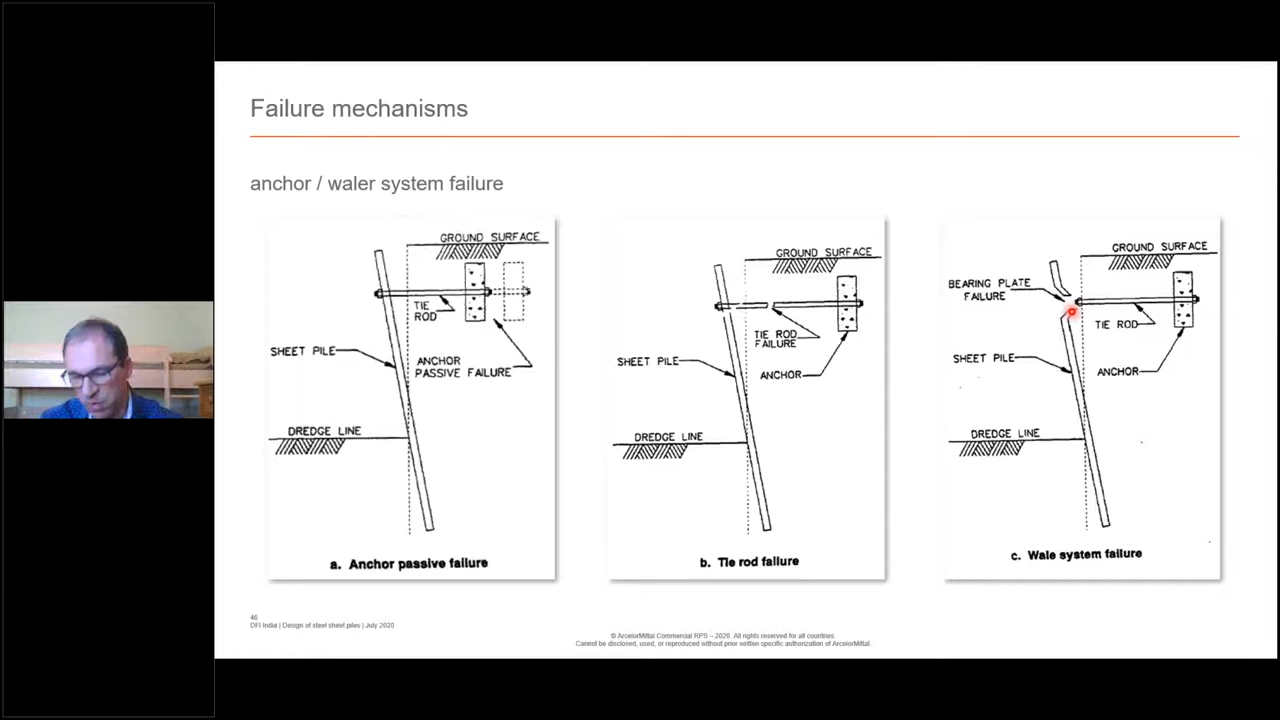 Failure mechanisms
anchor / waler system failure
GROUND SURFACE
TIE
ROD
SHEET PILE
ANCHOR
PASSIVE FAILURE
DREDGE LINE
a. Anchor passive failure
GROUND SURFACE
TIE ROD
FAILURE
SHEET PILE
ANCHOR
DREDGE LINE
b. Tie rod failure
GROUND SURFACE
BEARING PLATE
FAILURE
TIE ROD
SHEET PILE
ANCHOR
DREDGE LINE
c. Wale system failure
46
DFI India | Design of steel sheet piles | July 2020
© ArcelorMittal Commercial RPS – 2020. All rights reserved for all countries.
Cannot be disclosed, used, or reproduced without prior written specific authorization of ArcelorMittal.